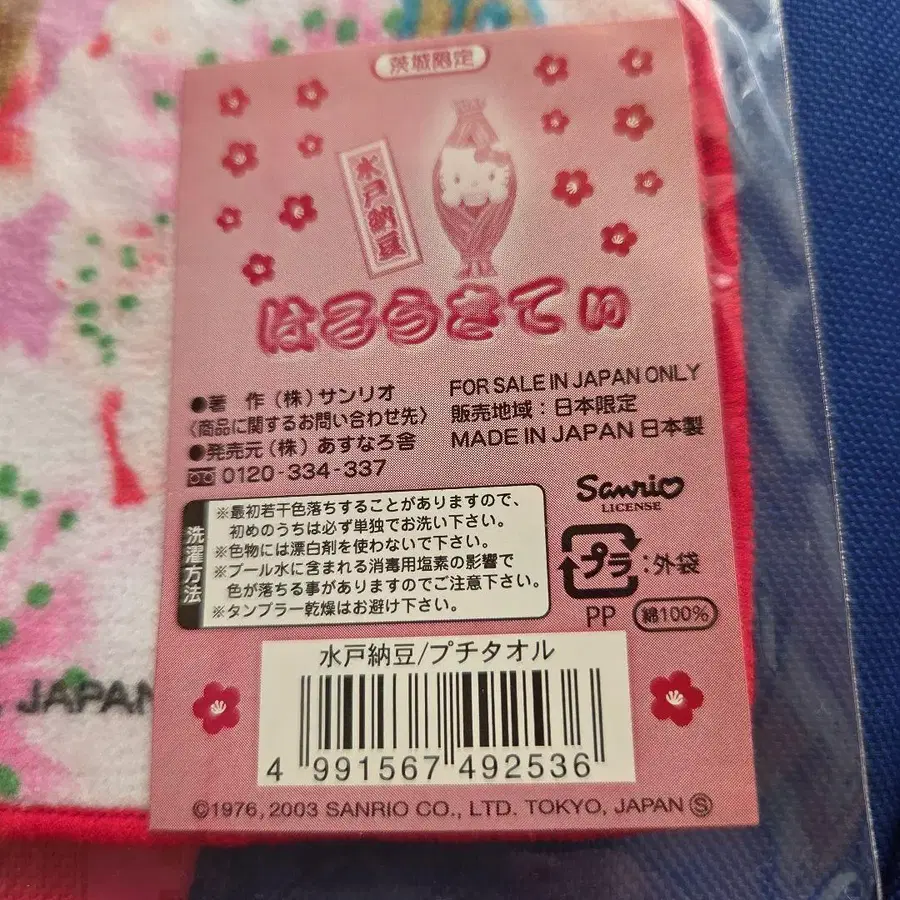 茨城限定
水戸納豆
はろうきてぃ
●著 作（株）サンリオ
〈商品に関するお問い合わせ先〉
●発売元（株）あすなろ舎
0120-334-337
FOR SALE IN JAPAN ONLY
販売地域：日本限定
MADE IN JAPAN 日本製
Sanrio
LICENSE
洗濯方法
※最初若干色落ちすることがありますので、
初めのうちは必ず単独でお洗い下さい。
※色物には漂白剤を使わないで下さい。
※プール水に含まれる消毒用塩素の影響で
色が落ちる事がありますのでご注意下さい。
※タンブラー乾燥はお避け下さい。
プラ：外袋
PP 綿100%
水戸納豆/プチタオル
4 991567 492536
©1976, 2003 SANRIO CO., LTD. TOKYO, JAPAN Ⓢ
JAPAN